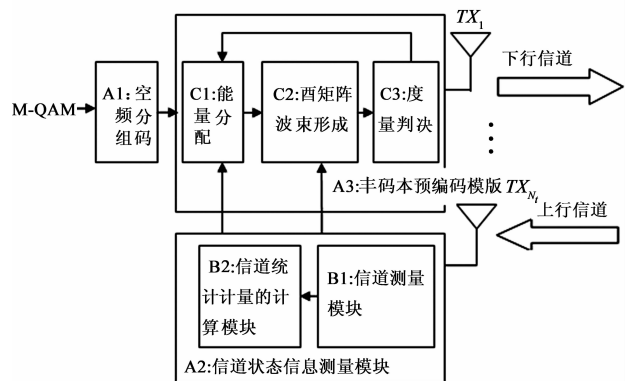 TX1
下行信道
M-QAM
A1:空
频分
组码
C1:能
量分
配
C2:酉矩阵
波束形成
C3:度
量判决
A3:丰码本预编码模版
TXNt
上行信道
B2:信道统
计计量的计
算模块
B1:信道测量
模块
A2:信道状态信息测量模块